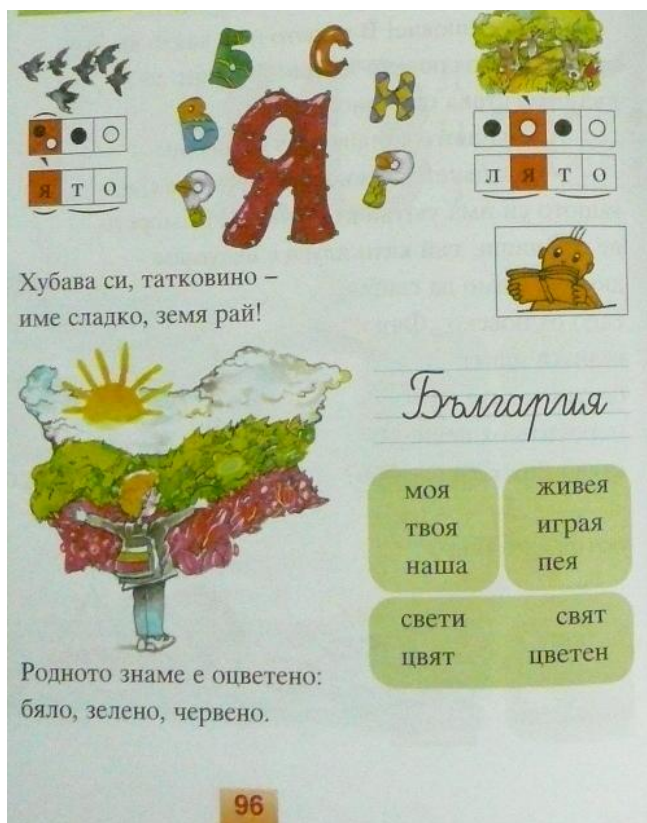 Б
С
В
Н
Я
Р
Р
я т о
л я т о
Хубава си, татковино –
име сладко, земя рай!
България
моя
твоя
наша
живея
играя
пея
свети свят
цвят цветен
Родното знаме е оцветено:
бяло, зелено, червено.
96